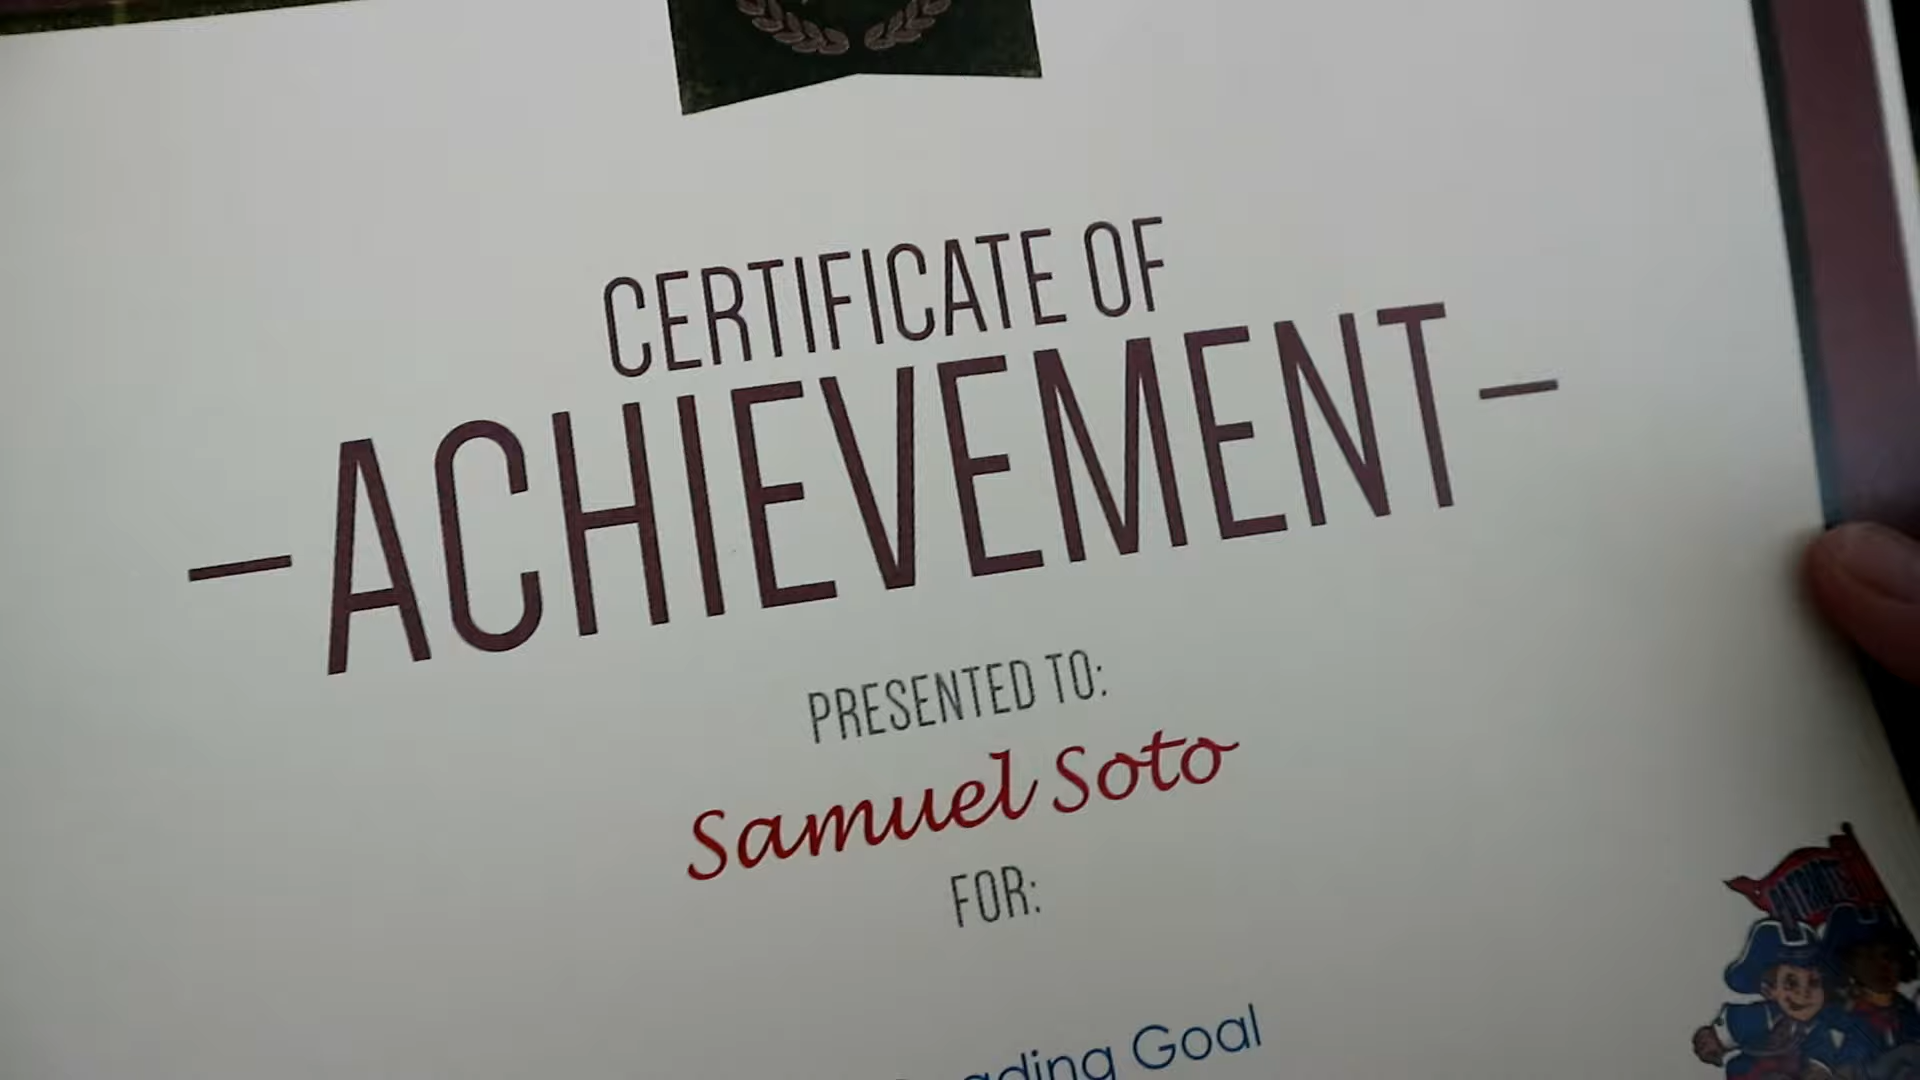 CERTIFICATE OF
–ACHIEVEMENT–
PRESENTED TO:
Samuel Soto
FOR:
Goal